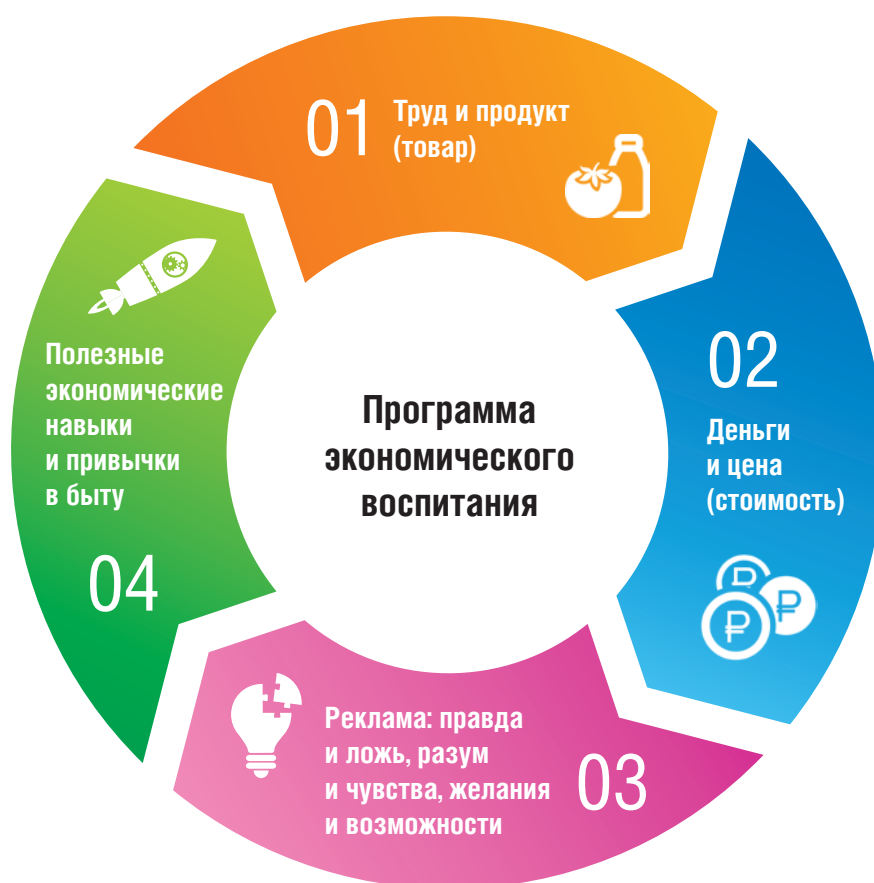 01
Труд и продукт
(товар)
02
Деньги
и цена
(стоимость)
Программа
экономического
воспитания
Полезные
экономические
навыки
и привычки
в быту
04
Реклама: правда
и ложь, разум
и чувства, желания
и возможности
03